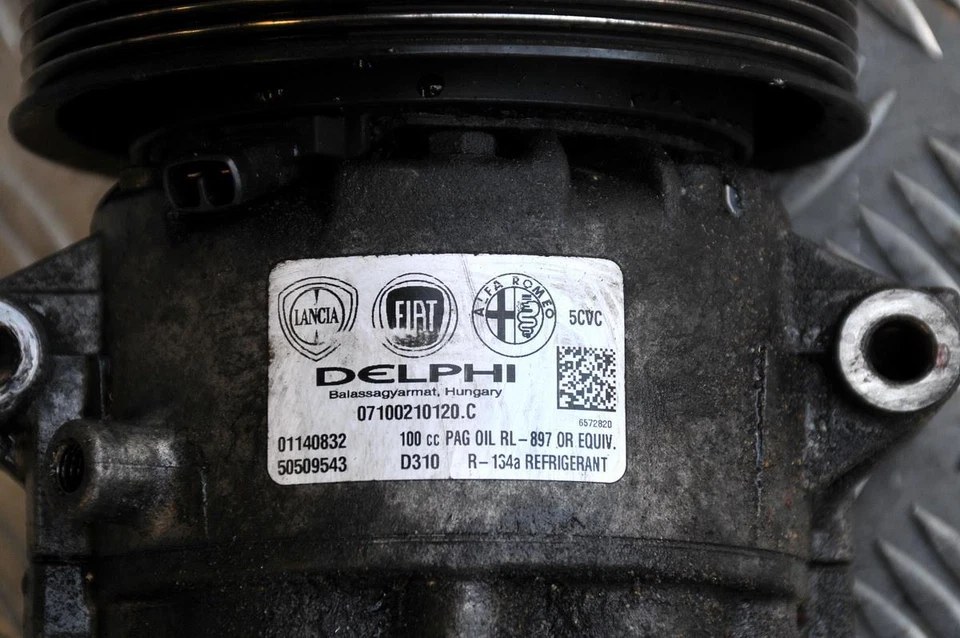 LANCIA
FIAT
ALFA ROMEO
5CVC
DELPHI
Balassagyarmat, Hungary
07100210120.C
6572820
01140832 100 cc PAG OIL RL-897 OR EQUIV.
50509543 D310 R-134a REFRIGERANT